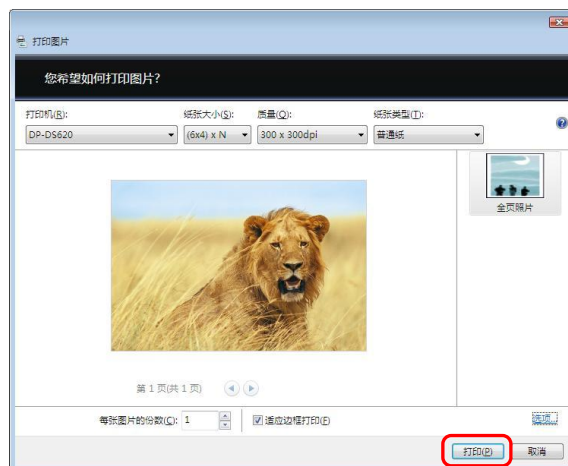 打印图片
您希望如何打印图片?
打印机(R): 纸张大小(S): 质量(Q): 纸张类型(T):
DP-DS620 (6x4) x N 300 x 300dpi 普通纸
全页照片
第 1 页(共 1 页)
每张图片的份数(C): 1 适应边框打印(F) 选项...
打印(P) 取消